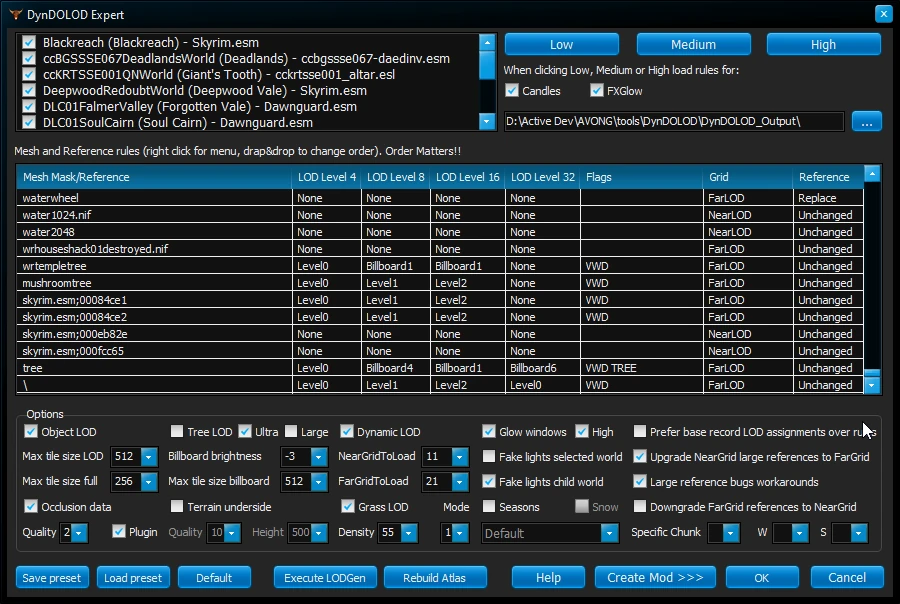 DynDOLOD Expert
Blackreach (Blackreach) - Skyrim.esm
ccBGSSSE067DeadlandsWorld (Deadlands) - ccbgssse067-daedinv.esm
ccKRTSSE001QNWorld (Giant's Tooth) - cckrtsse001_altar.esl
DeepwoodRedoubtWorld (Deepwood Vale) - Skyrim.esm
DLC01FalmerValley (Forgotten Vale) - Dawnguard.esm
DLC01SoulCairn (Soul Cairn) - Dawnguard.esm
Low Medium High
When clicking Low, Medium or High load rules for:
Candles FXGlow
D:\Active Dev\AVONG\tools\DynDOLOD\DynDOLOD_Output\ ...
Mesh and Reference rules (right click for menu, drap&drop to change order). Order Matters!!
Mesh Mask/Reference LOD Level 4 LOD Level 8 LOD Level 16 LOD Level 32 Flags Grid Reference
waterwheel None None None None FarLOD Replace
water1024.nif None None None None NearLOD Unchanged
water2048 None None None None NearLOD Unchanged
wrhouseshack01destroyed.nif None None None None FarLOD Unchanged
wrtempletree Level0 Billboard1 Billboard1 None VWD FarLOD Unchanged
mushroomtree Level0 Level1 Level2 None VWD FarLOD Unchanged
skyrim.esm;00084ce1 Level0 Level1 Level2 None VWD FarLOD Unchanged
skyrim.esm;00084ce2 Level0 Level1 Level2 None VWD FarLOD Unchanged
skyrim.esm;000eb82e None None None None NearLOD Unchanged
skyrim.esm;000fcc65 None None None None NearLOD Unchanged
tree Level0 Billboard4 Billboard1 Billboard6 VWD TREE FarLOD Unchanged
\ Level0 Level1 Level2 Level0 VWD FarLOD Unchanged
Options
Object LOD Tree LOD Ultra Large Dynamic LOD Glow windows High Prefer base record LOD assignments over rules
Max tile size LOD 512 Billboard brightness -3 NearGridToLoad 11 Fake lights selected world Upgrade NearGrid large references to FarGrid
Max tile size full 256 Max tile size billboard 512 FarGridToLoad 21 Fake lights child world Large reference bugs workarounds
Occlusion data Terrain underside Grass LOD Mode Seasons Snow Downgrade FarGrid references to NearGrid
Quality 2 Plugin Quality 10 Height 500 Density 55 1 Default Specific Chunk W S
Save preset Load preset Default Execute LODGen Rebuild Atlas Help Create Mod >>> OK Cancel